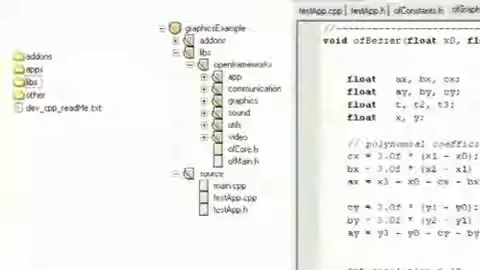 addons
apps
libs
other
dev_cpp_readMe.txt
graphicsExample
addons
libs
openframeworks
app
communication
graphics
sound
utils
video
ofCore.h
ofMain.h
source
main.cpp
testApp.cpp
testApp.h
testApp.cpp testApp.h ofConstants.h ofGraph
void ofBezier(float x0, float
float ax, bx, cx;
float ay, by, cy;
float t, t2, t3;
float x, y;
// polynomial coeffic
cx = 3.0f * (x1 - x0);
bx = 3.0f * (x2 - x1)
ax = x3 - x0 - cx - bx
cy = 3.0f * (y1 - y0);
by = 3.0f * (y2 - y1)
ay = y3 - y0 - cy - by